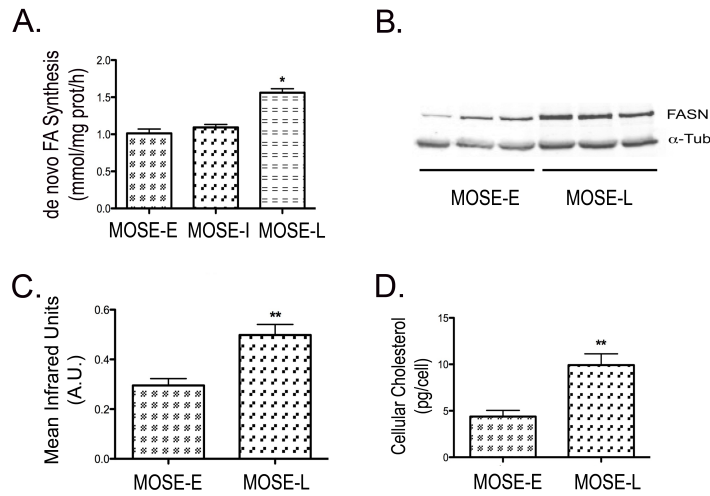 A.
de novo FA Synthesis
(mmol/mg prot/h)
2.0
1.5
1.0
0.5
0.0
*
MOSE-E MOSE-I MOSE-L
B.
FASN
α-Tub
MOSE-E MOSE-L
C.
Mean Infrared Units
(A.U.)
0.6
0.4
0.2
0.0
**
MOSE-E MOSE-L
D.
Cellular Cholesterol
(pg/cell)
15
10
5
0
**
MOSE-E MOSE-L